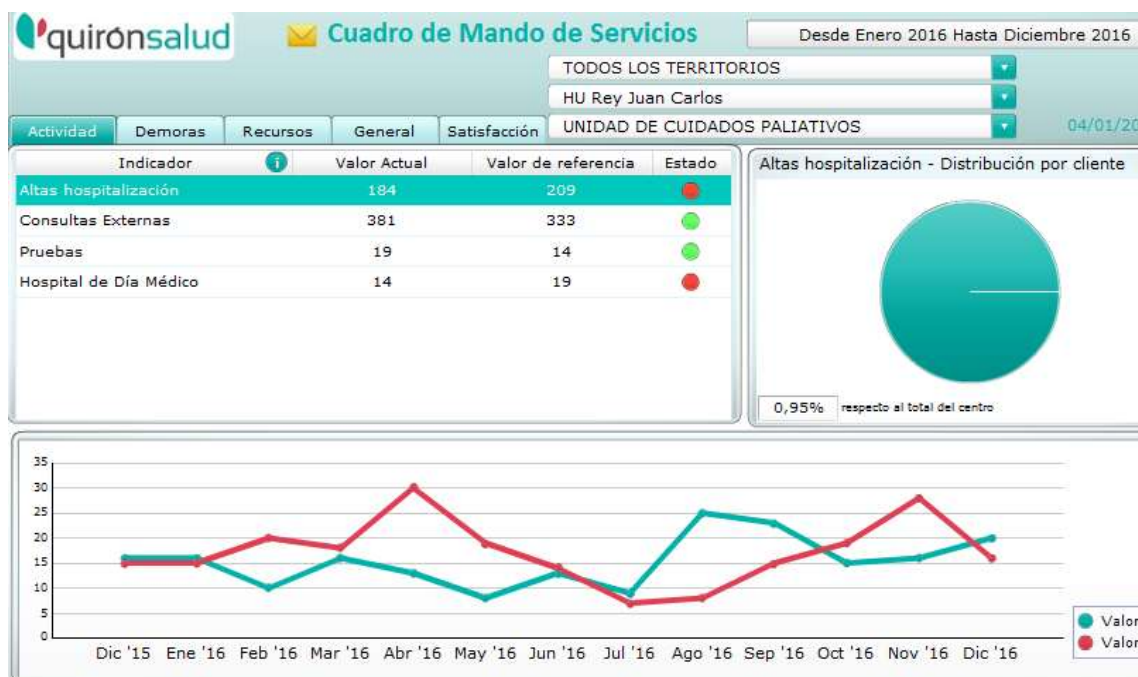 quirónsalud
Cuadro de Mando de Servicios
Desde Enero 2016 Hasta Diciembre 2016
TODOS LOS TERRITORIOS
HU Rey Juan Carlos
UNIDAD DE CUIDADOS PALIATIVOS
04/01/20
Actividad Demoras Recursos General Satisfacción
Indicador i Valor Actual Valor de referencia Estado
Altas hospitalización 184 209
Consultas Externas 381 333
Pruebas 19 14
Hospital de Día Médico 14 19
Altas hospitalización - Distribución por cliente
0,95% respecto al total del centro
35
30
25
20
15
10
5
0
Dic '15 Ene '16 Feb '16 Mar '16 Abr '16 May '16 Jun '16 Jul '16 Ago '16 Sep '16 Oct '16 Nov '16 Dic '16
Valor
Valor